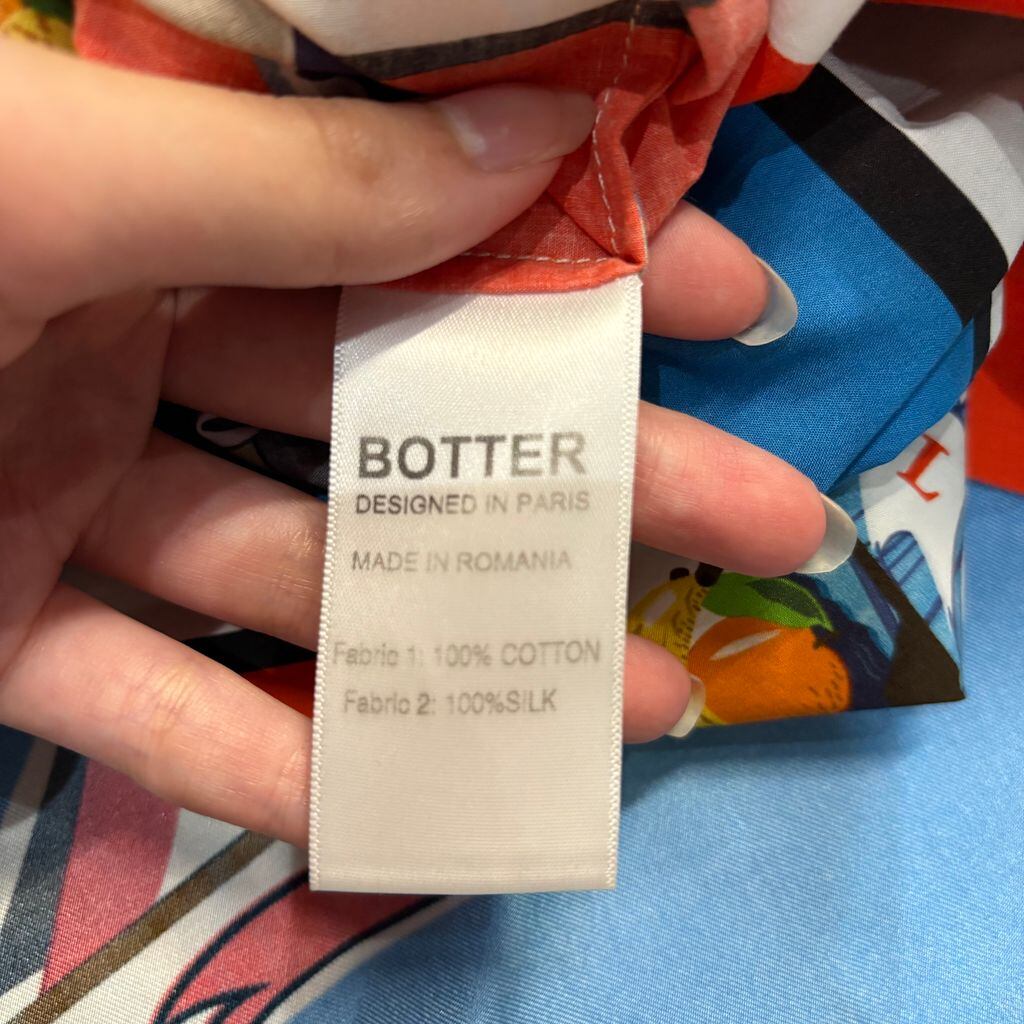 BOTTER
DESIGNED IN PARIS
MADE IN ROMANIA
Fabric 1: 100% COTTON
Fabric 2: 100%SILK